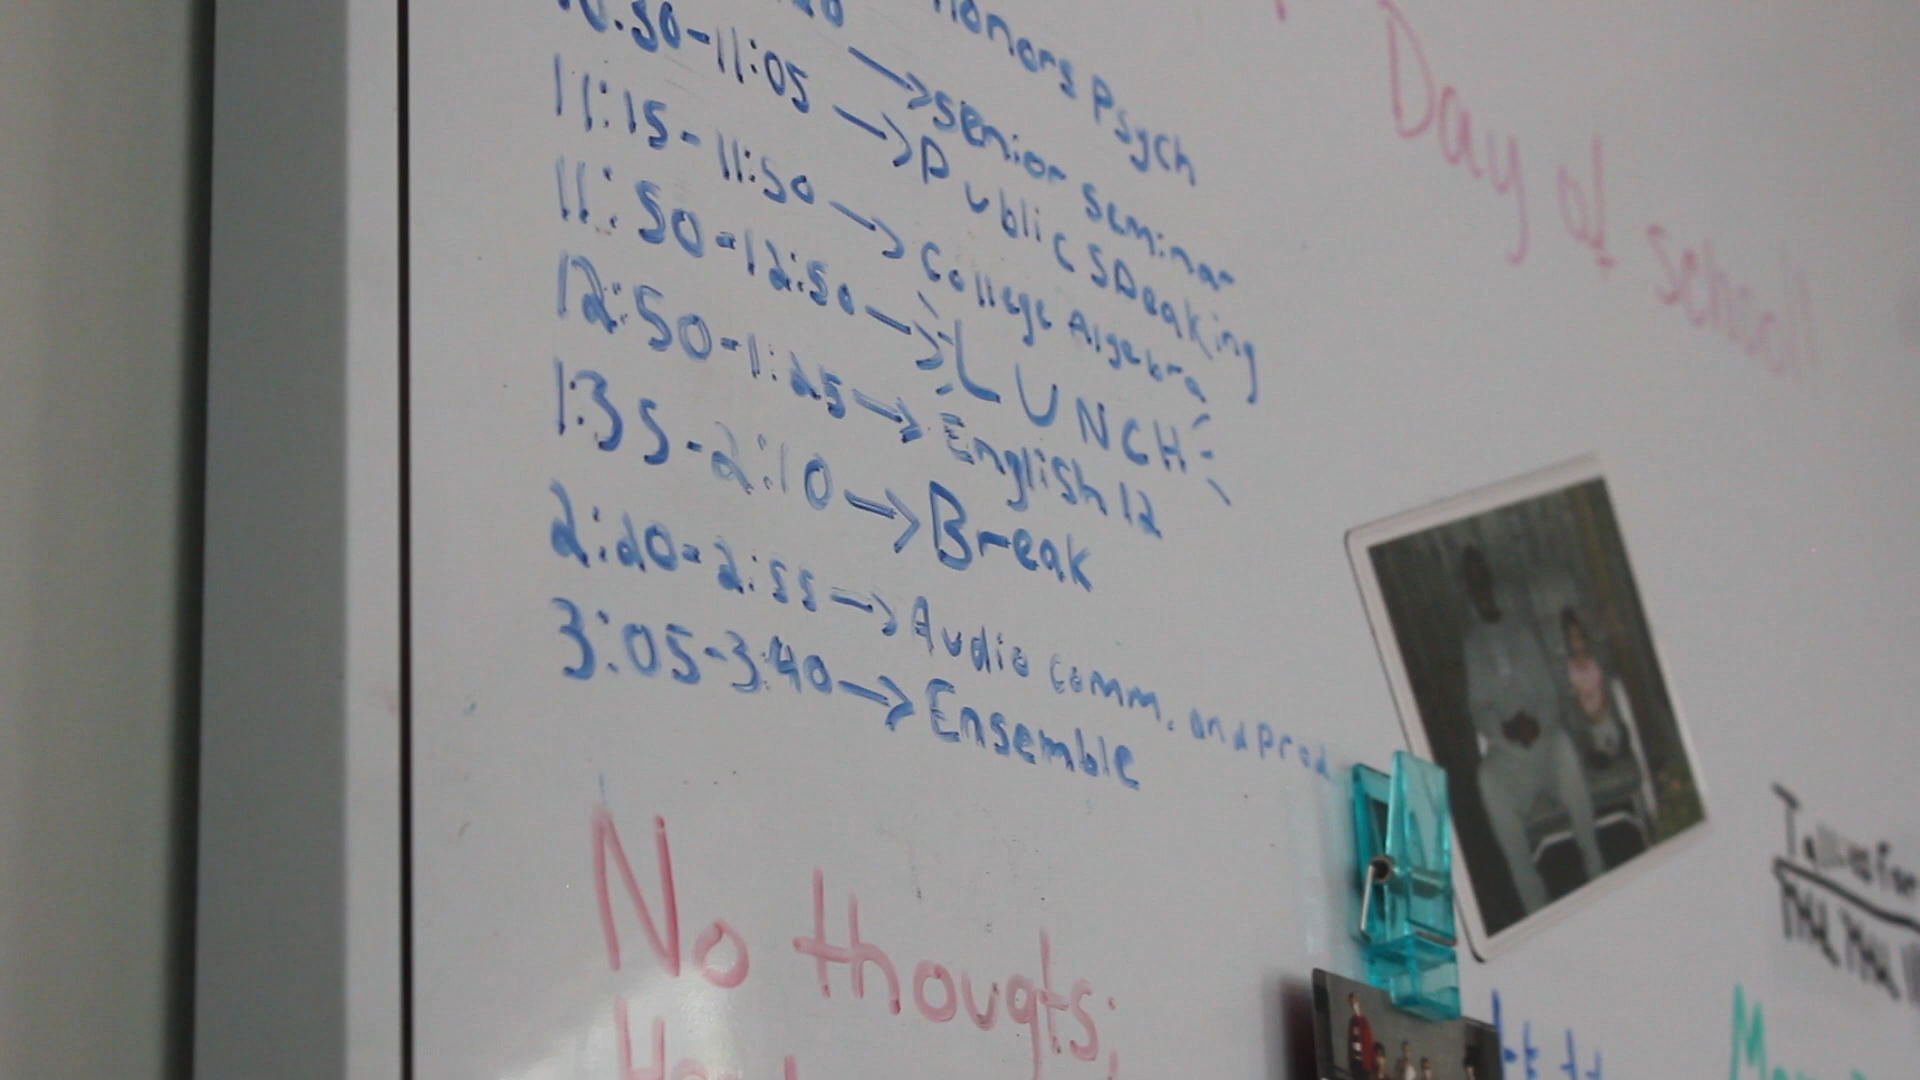 Honors Psych
Senior Seminar
:30-11:05 → Public Speaking
11:15-11:50 → College Algebra
11:50-12:50 → LUNCH
12:50-1:25 → English 12
1:35-2:10 → Break
2:20-2:55 → Audio comm. and Prod
3:05-3:40 → Ensemble
No thougts;
Day of school!